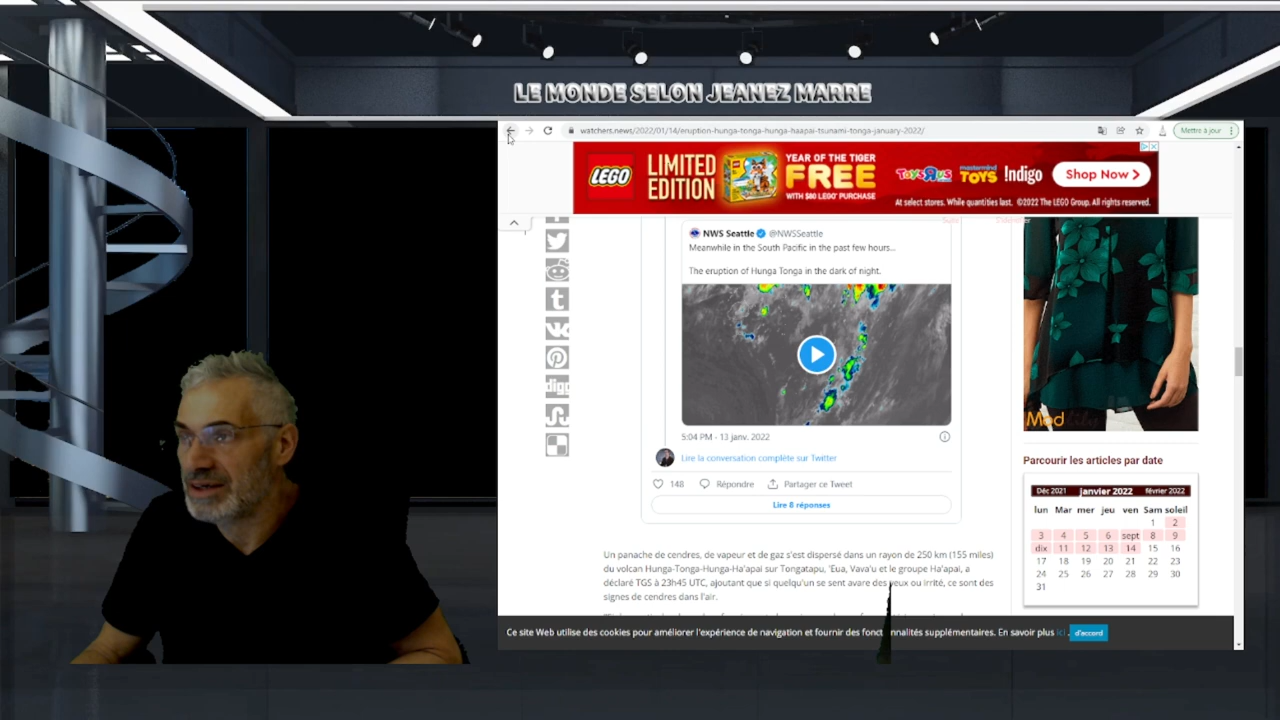 LE MONDE SELON JEANEZ MARRE
watchers.news/2022/01/14/eruption-hunga-tonga-hunga-haapai-tsunami-tonga-january-2022/
Mettre à jour
LEGO
LIMITED
EDITION
YEAR OF THE TIGER
FREE
WITH $80 LEGO® PURCHASE
TOYSRUS
mastermind
TOYS
!ndigo
Shop Now
At select stores. While quantities last. ©2022 The LEGO Group. All rights reserved.
NWS Seattle @NWSSeattle
Meanwhile in the South Pacific in the past few hours...
The eruption of Hunga Tonga in the dark of night.
5:04 PM - 13 janv. 2022
Lire la conversation complète sur Twitter
148 Répondre Partager ce Tweet
Lire 8 réponses
digg
Un panache de cendres, de vapeur et de gaz s'est dispersé dans un rayon de 250 km (155 miles)
du volcan Hunga-Tonga-Hunga-Ha'apai sur Tongatapu, 'Eua, Vava'u et le groupe Ha'apai, a
déclaré TGS à 23h45 UTC, ajoutant que si quelqu'un se sent avare des yeux ou irrité, ce sont des
signes de cendres dans l'air.
Parcourir les articles par date
Déc 2021 Janvier 2022 février 2022
lun Mar mer jeu ven Sam soleil
1 2
3 4 5 6 sept 8 9
dix 11 12 13 14 15 16
17 18 19 20 21 22 23
24 25 26 27 28 29 30
31
Ce site Web utilise des cookies pour améliorer l'expérience de navigation et fournir des fonctionnalités supplémentaires. En savoir plus ici . d'accord